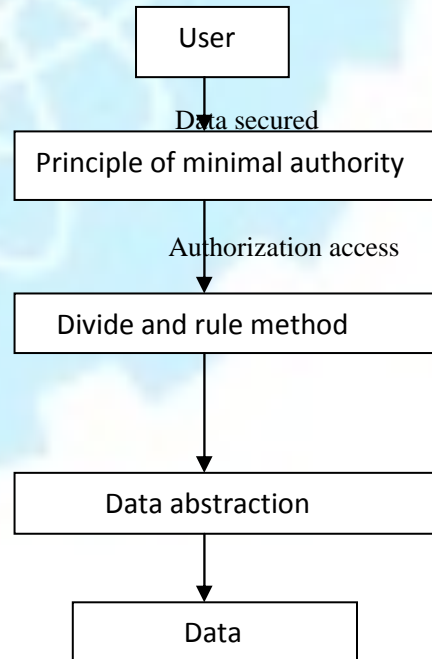 User
Data secured
Principle of minimal authority
Authorization access
Divide and rule method
Data abstraction
Data